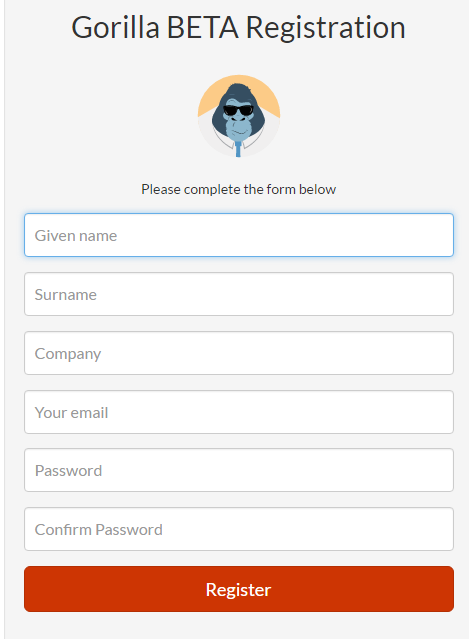 Gorilla BETA Registration
Please complete the form below
Given name
Surname
Company
Your email
Password
Confirm Password
Register